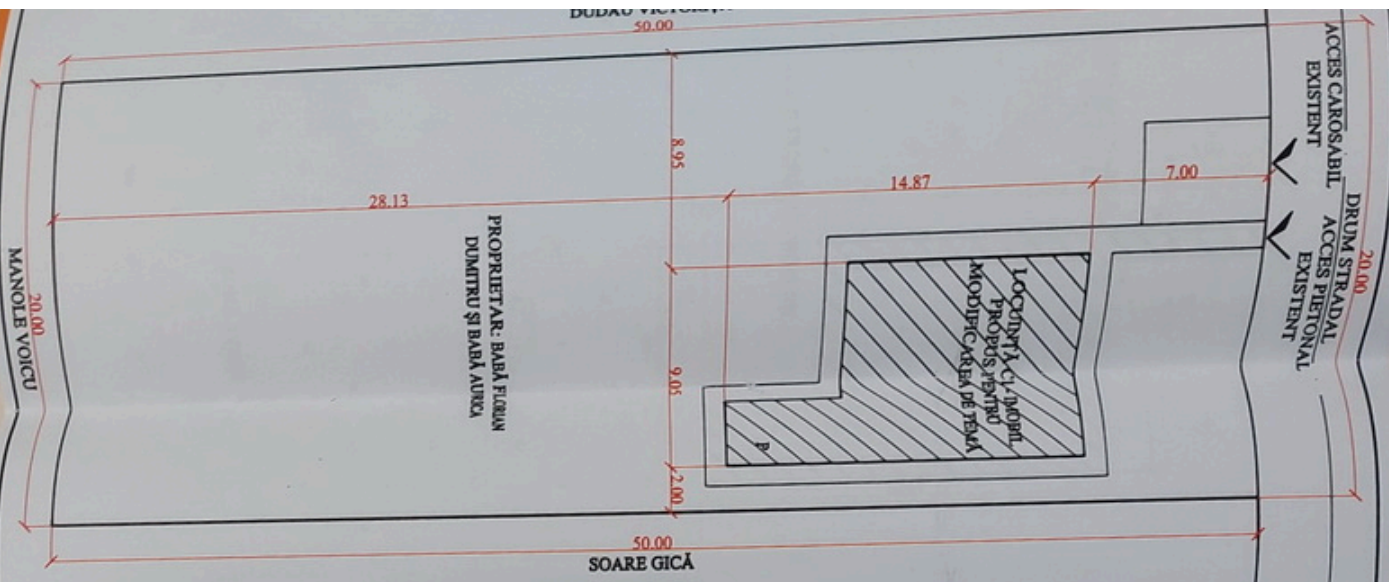 50.00
ACCES CAROSABIL
EXISTENT
DRUM STRADAL
ACCES PIETONAL
EXISTENT
20.00
8.95
14.87
7.00
28.13
PROPRIETAR: BABĂ FLORIAN
DUMITRU ȘI BABĂ AURICA
LOCUINȚĂ C1- IMOBIL
PROPUS PENTRU
MODIFICAREA DE TEMĂ
MANOLE VOICU
20.00
9.05
P
2.00
50.00
SOARE GICĂ